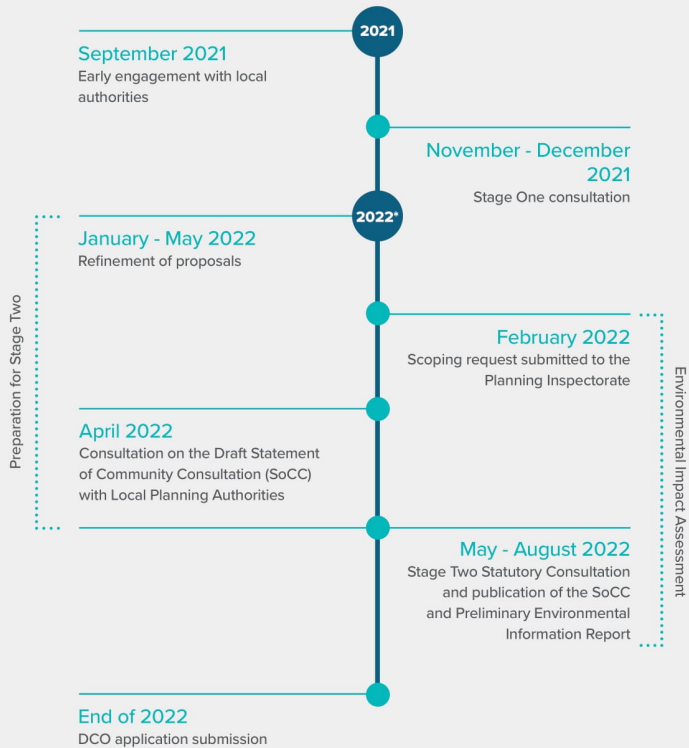 2021
September 2021
Early engagement with local
authorities
November - December
2021
Stage One consultation
2022*
January - May 2022
Refinement of proposals
Preparation for Stage Two
February 2022
Scoping request submitted to the
Planning Inspectorate
Environmental Impact Assessment
April 2022
Consultation on the Draft Statement
of Community Consultation (SoCC)
with Local Planning Authorities
May - August 2022
Stage Two Statutory Consultation
and publication of the SoCC
and Preliminary Environmental
Information Report
End of 2022
DCO application submission